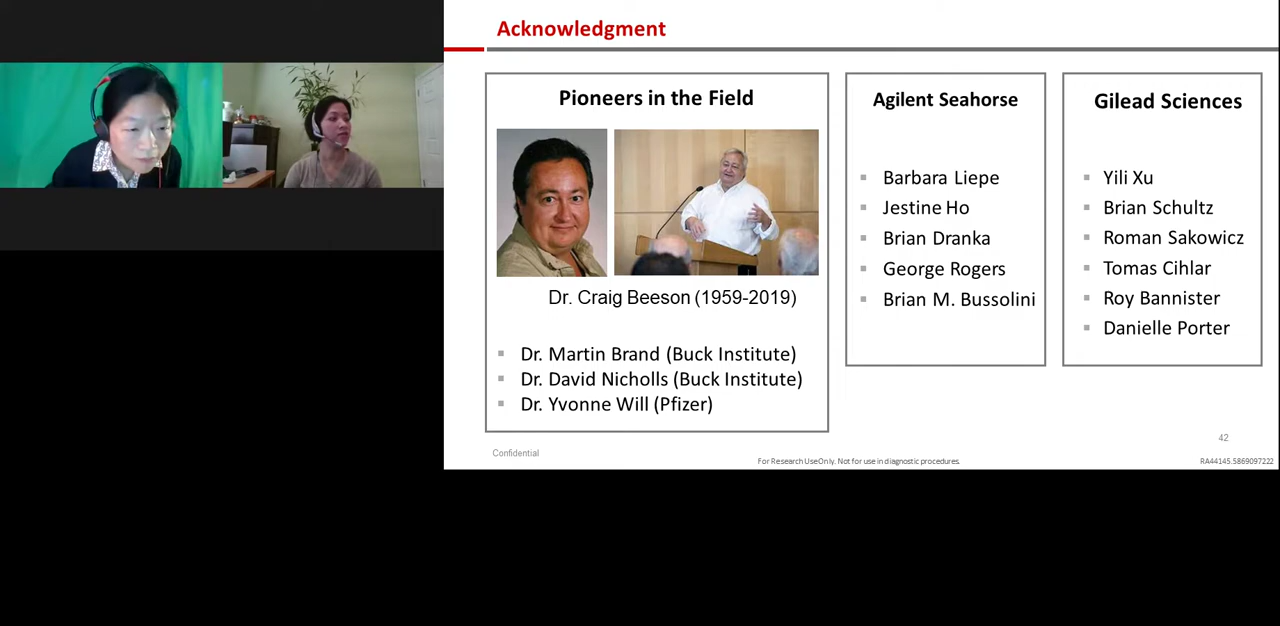 Acknowledgment
Pioneers in the Field
Dr. Craig Beeson (1959-2019)
Dr. Martin Brand (Buck Institute)
Dr. David Nicholls (Buck Institute)
Dr. Yvonne Will (Pfizer)
Agilent Seahorse
Barbara Liepe
Jestine Ho
Brian Dranka
George Rogers
Brian M. Bussolini
Gilead Sciences
Yili Xu
Brian Schultz
Roman Sakowicz
Tomas Cihlar
Roy Bannister
Danielle Porter
42
Confidential
For Research UseOnly. Not for use in diagnostic procedures.
RA44145.5869097222